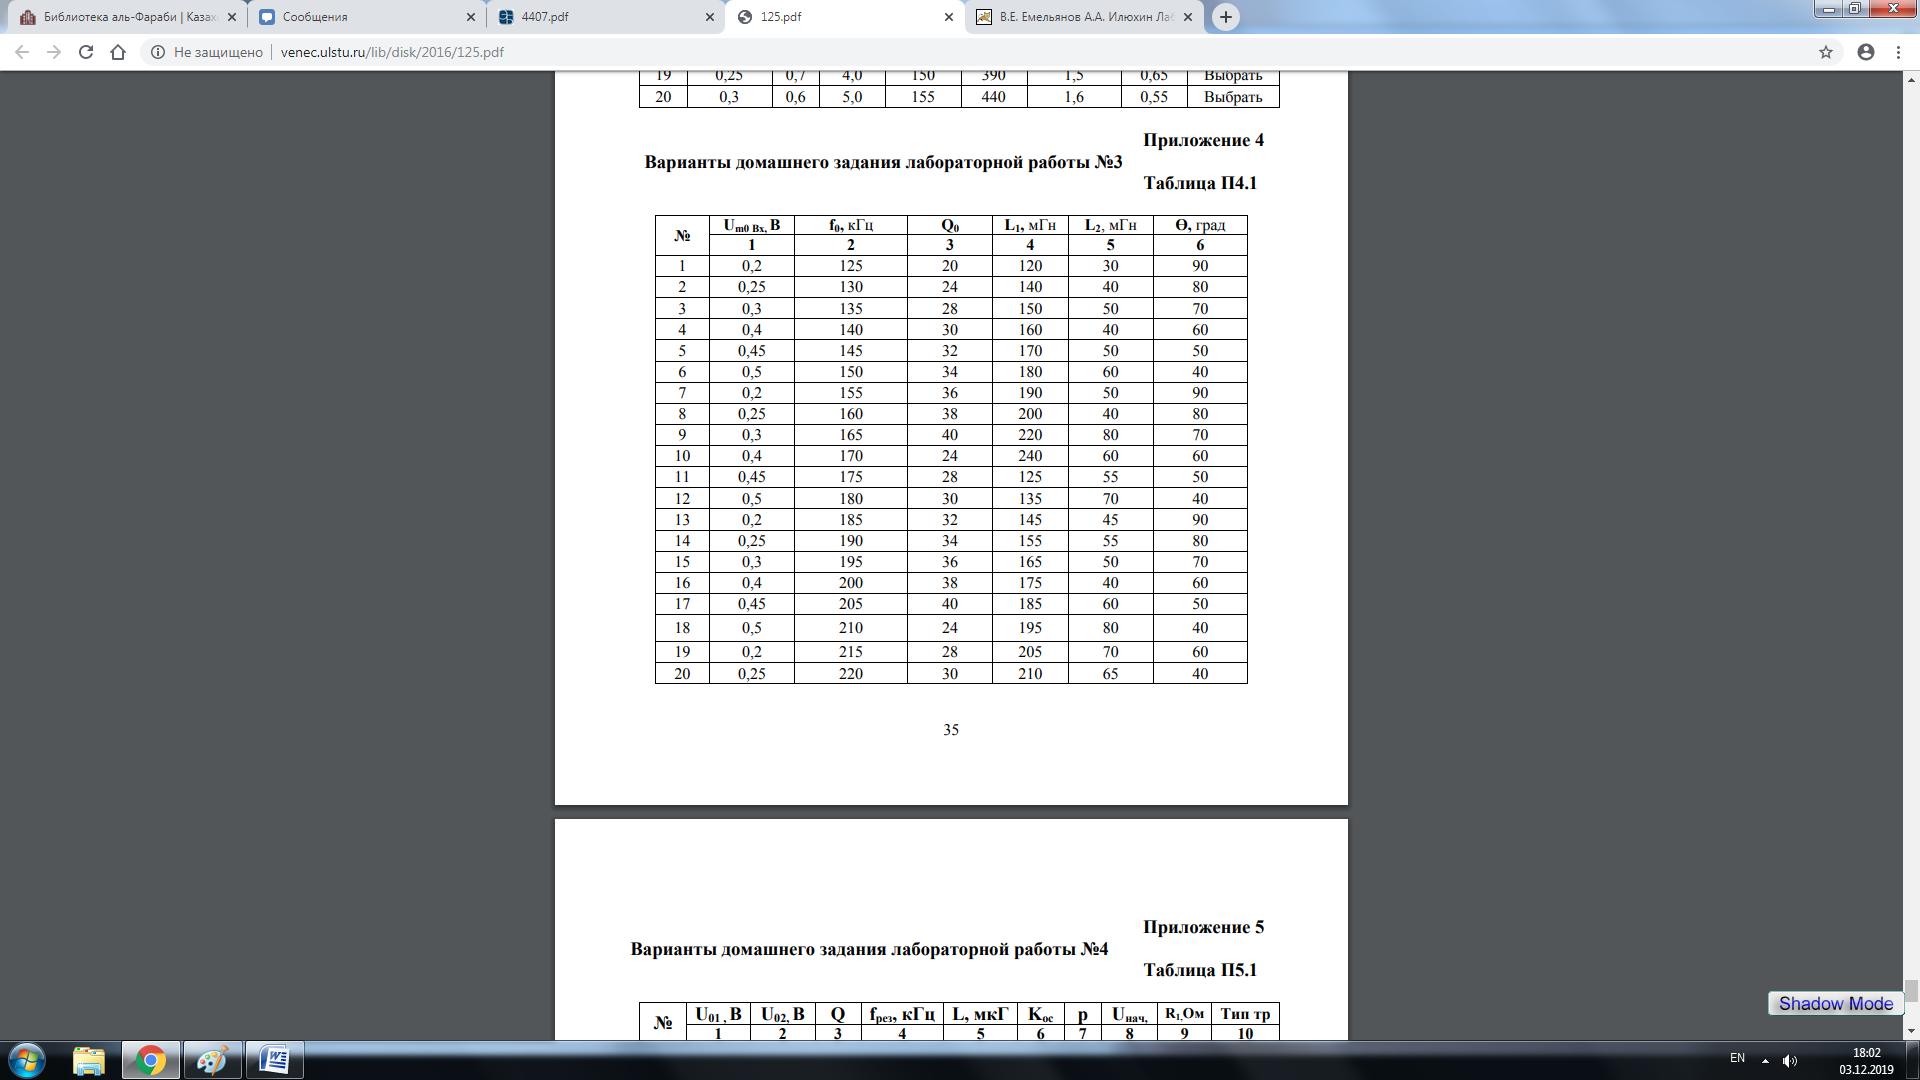 Библиотека аль-Фараби | Казахс
Сообщения
4407.pdf
125.pdf
В.Е. Емельянов А.А. Илюхин Лаб
Не защищено
venec.ulstu.ru/lib/disk/2016/125.pdf
19 0,25 0,7 4,0 150 390 1,5 0,65 Выбрать
20 0,3 0,6 5,0 155 440 1,6 0,55 Выбрать
Приложение 4
Варианты домашнего задания лабораторной работы №3
Таблица П4.1
№ Um0 Вх, В f0, кГц Q0 L1, мГн L2, мГн Θ, град
1 2 3 4 5 6
1 0,2 125 20 120 30 90
2 0,25 130 24 140 40 80
3 0,3 135 28 150 50 70
4 0,4 140 30 160 40 60
5 0,45 145 32 170 50 50
6 0,5 150 34 180 60 40
7 0,2 155 36 190 50 90
8 0,25 160 38 200 40 80
9 0,3 165 40 220 80 70
10 0,4 170 24 240 60 60
11 0,45 175 28 125 55 50
12 0,5 180 30 135 70 40
13 0,2 185 32 145 45 90
14 0,25 190 34 155 55 80
15 0,3 195 36 165 50 70
16 0,4 200 38 175 40 60
17 0,45 205 40 185 60 50
18 0,5 210 24 195 80 40
19 0,2 215 28 205 70 60
20 0,25 220 30 210 65 40
35
Приложение 5
Варианты домашнего задания лабораторной работы №4
Таблица П5.1
№ U01 , В U02, В Q fрез, кГц L, мкГ Kос p Uнач, R1,Ом Тип тр
1 2 3 4 5 6 7 8 9 10
Shadow Mode
EN
18:02
03.12.2019